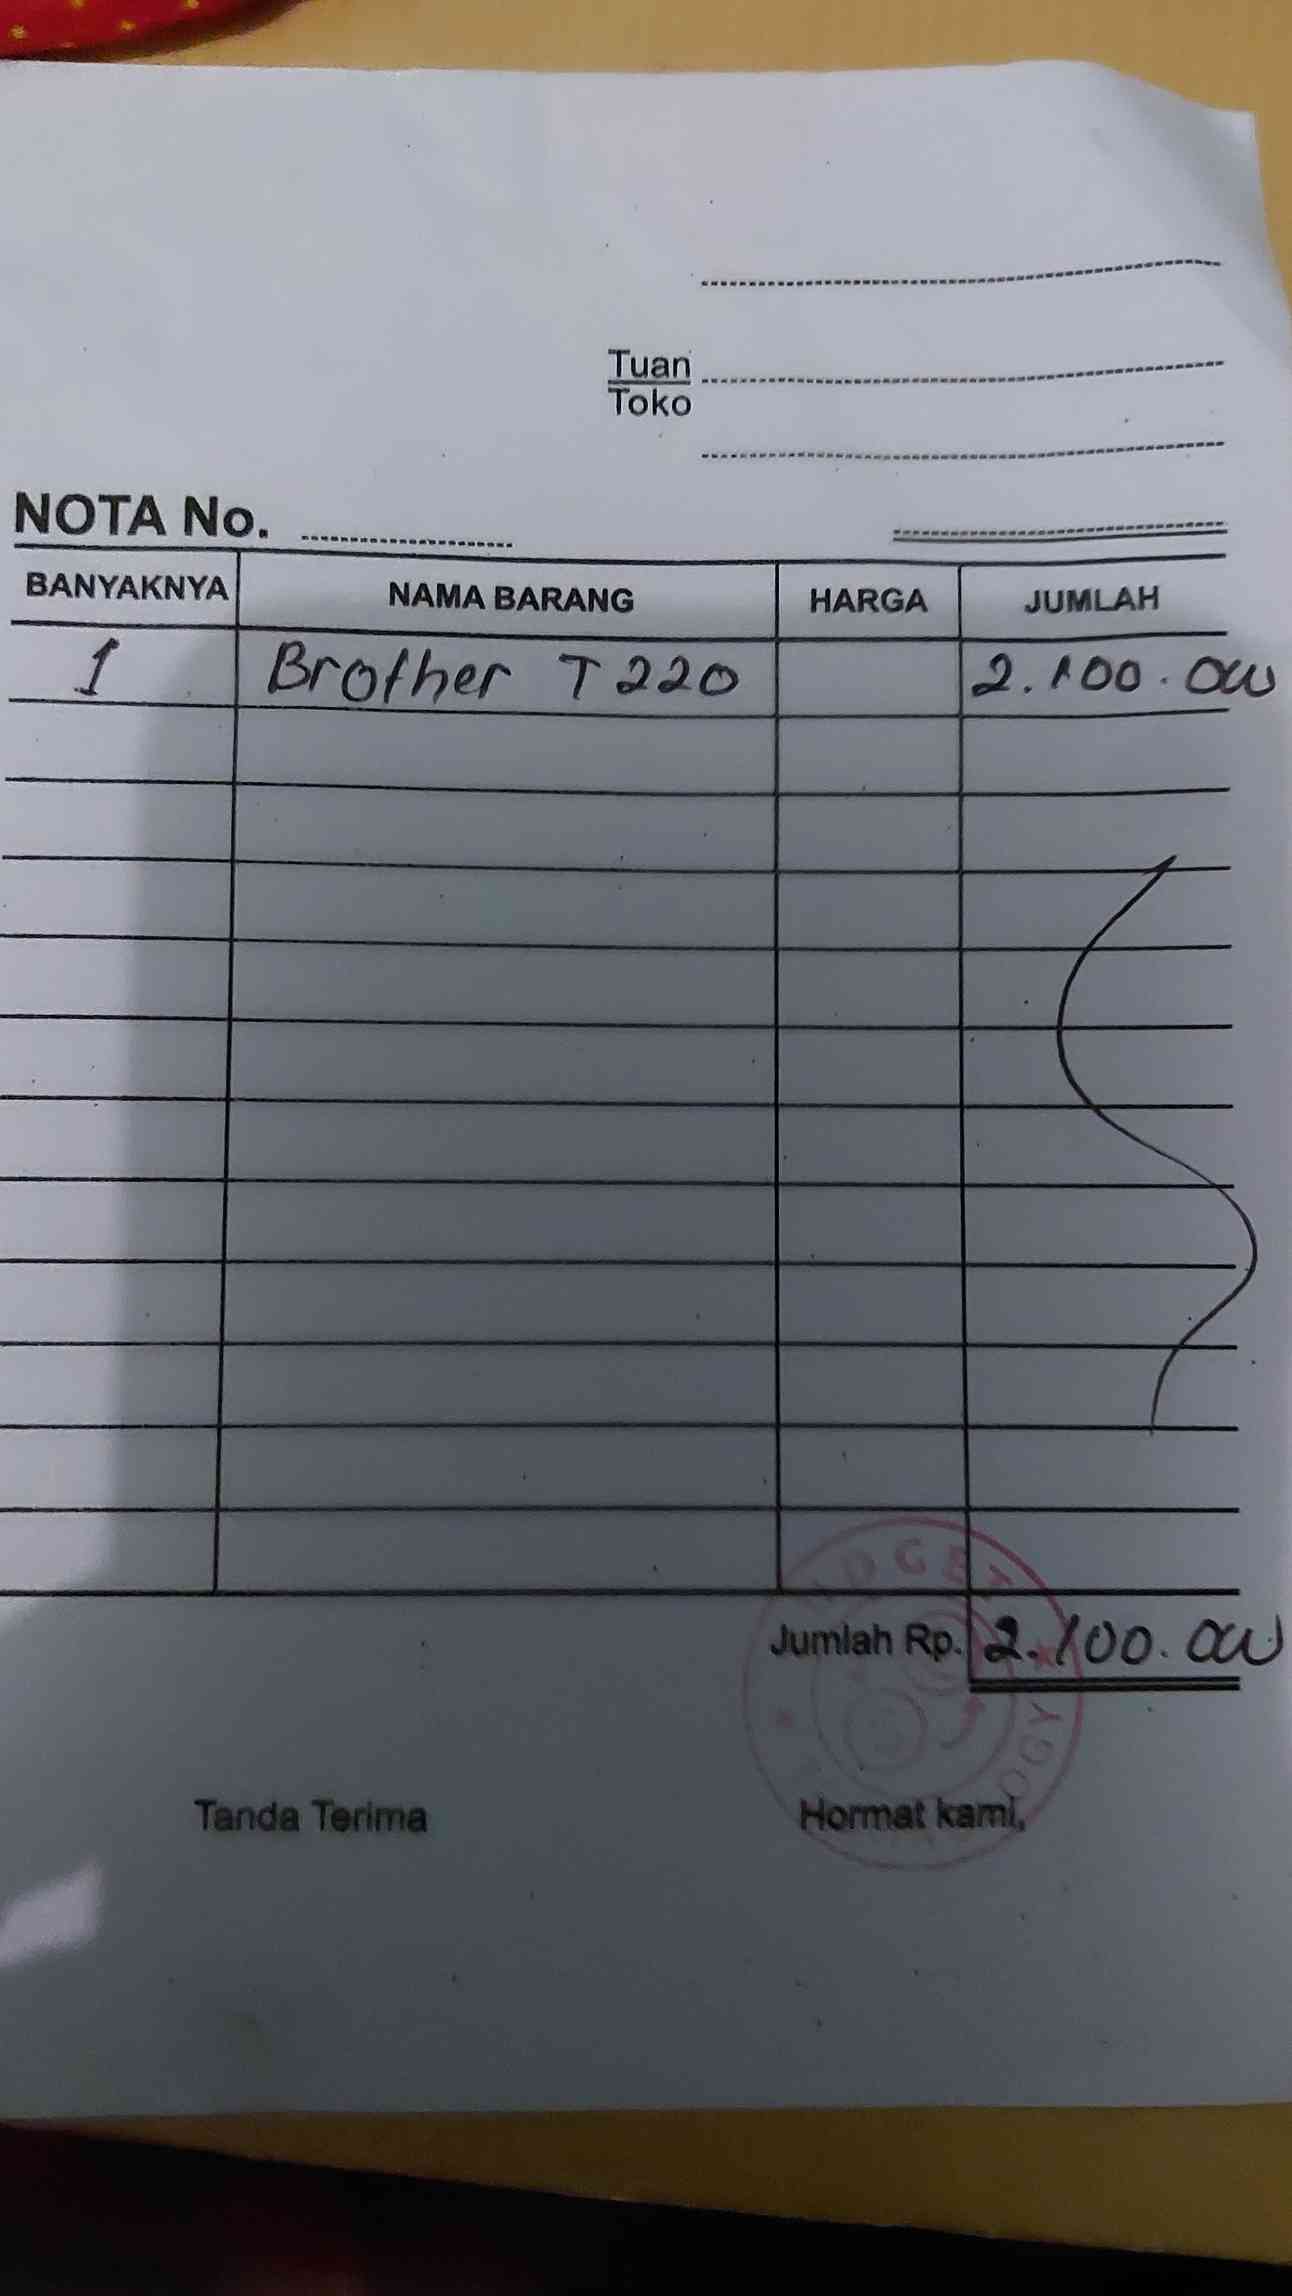 Tuan
Toko
NOTA No.
BANYAKNYA NAMA BARANG HARGA JUMLAH
1 Brother T220 2.100.000
Jumlah Rp. 2.100.000
Tanda Terima Hormat kami,